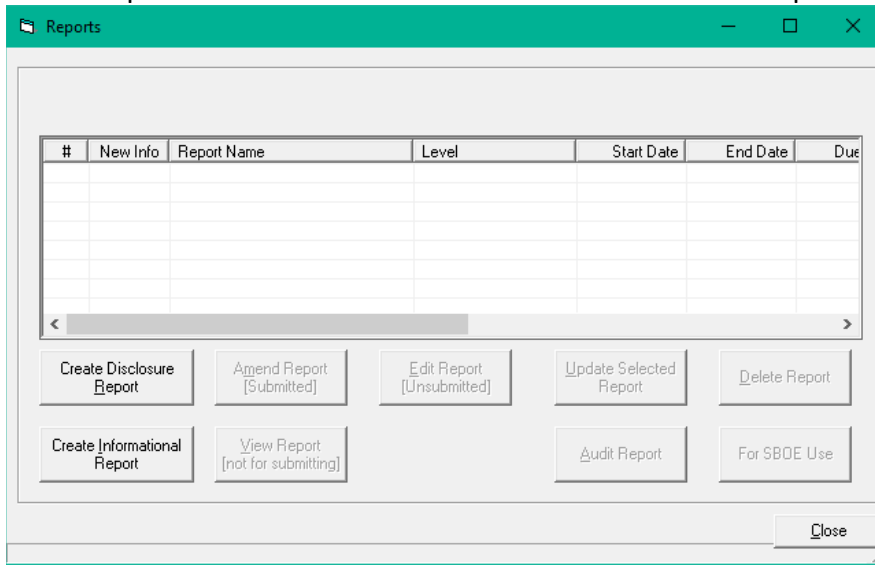 Reports
# New Info Report Name Level Start Date End Date Due
Create Disclosure
Report
Amend Report
[Submitted]
Edit Report
[Unsubmitted]
Update Selected
Report
Delete Report
Create Informational
Report
View Report
[not for submitting]
Audit Report
For SBOE Use
Close